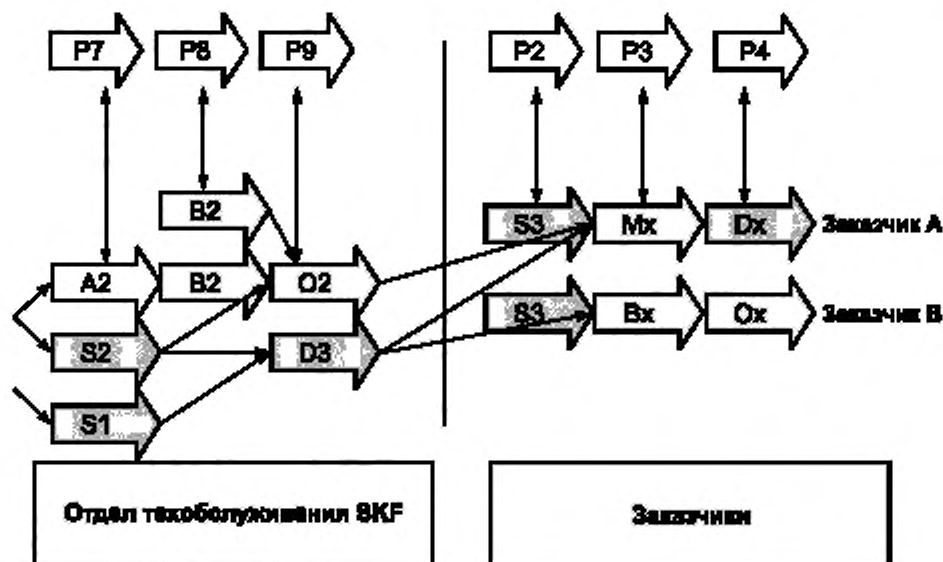 P7 P8 P9 P2 P3 P4
B2 S3 Mx Dx Заказчик А
A2 B2 O2
S3 Bx Ox Заказчик В
S2 D3
S1
Отдел техоболуживания SKF
Заказчики